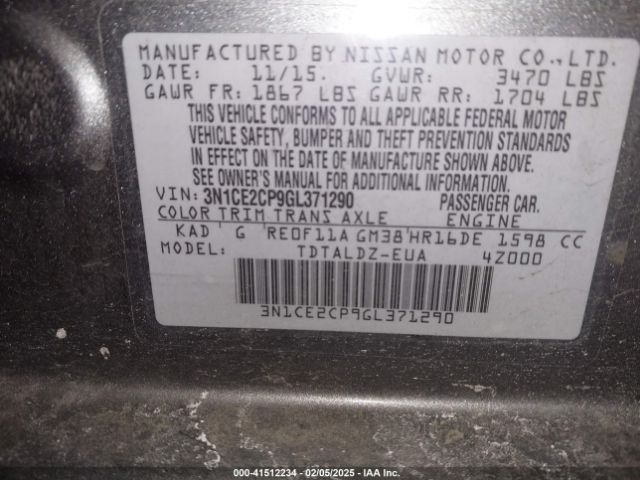 MANUFACTURED BY NISSAN MOTOR CO.,LTD.
DATE: 11/15. GVWR: 3470 LBS
GAWR FR: 1867 LBS GAWR RR: 1704 LBS
THIS VEHICLE CONFORMS TO ALL APPLICABLE FEDERAL MOTOR
VEHICLE SAFETY, BUMPER AND THEFT PREVENTION STANDARDS
IN EFFECT ON THE DATE OF MANUFACTURE SHOWN ABOVE.
SEE OWNER'S MANUAL FOR ADDITIONAL INFORMATION.
VIN: 3N1CE2CP9GL371290 PASSENGER CAR.
COLOR TRIM TRANS AXLE ENGINE
KAD G RE0F11A GM38 HR16DE 1598 CC
MODEL: TDTALDZ-EUA 4Z000
3N1CE2CP9GL371290
000-41512234 - 02/05/2025 - IAA Inc.